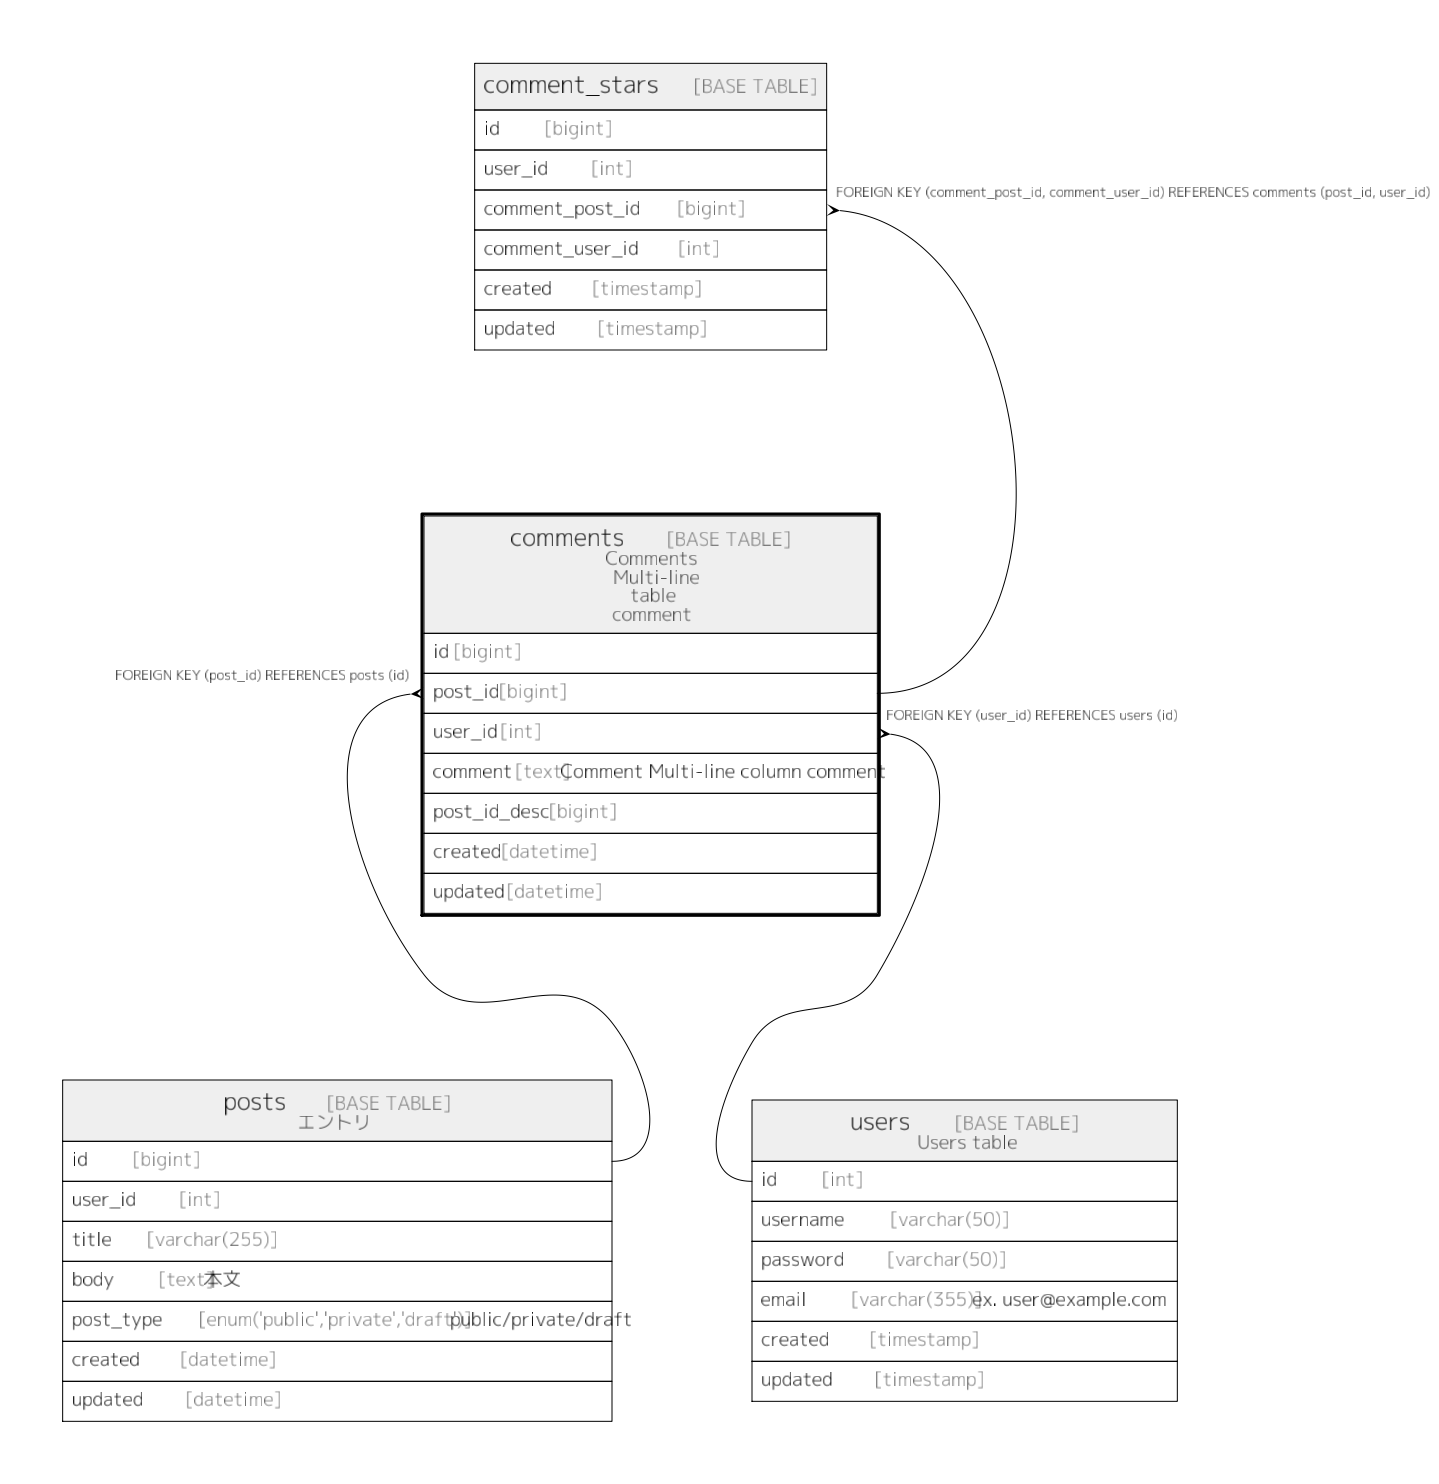 comment_stars [BASE TABLE]
id [bigint]
user_id [int]
FOREIGN KEY (comment_post_id, comment_user_id) REFERENCES comments (post_id, user_id)
comment_post_id [bigint]
comment_user_id [int]
created [timestamp]
updated [timestamp]
comments [BASE TABLE]
Comments
Multi-line
table
comment
id [bigint]
FOREIGN KEY (post_id) REFERENCES posts (id)
post_id [bigint]
FOREIGN KEY (user_id) REFERENCES users (id)
user_id [int]
comment [text] Comment Multi-line column comment
post_id_desc [bigint]
created [datetime]
updated [datetime]
posts [BASE TABLE]
エントリ
id [bigint]
user_id [int]
title [varchar(255)]
body [text] 本文
post_type [enum('public','private','draft')] public/private/draft
created [datetime]
updated [datetime]
users [BASE TABLE]
Users table
id [int]
username [varchar(50)]
password [varchar(50)]
email [varchar(355)] ex. user@example.com
created [timestamp]
updated [timestamp]